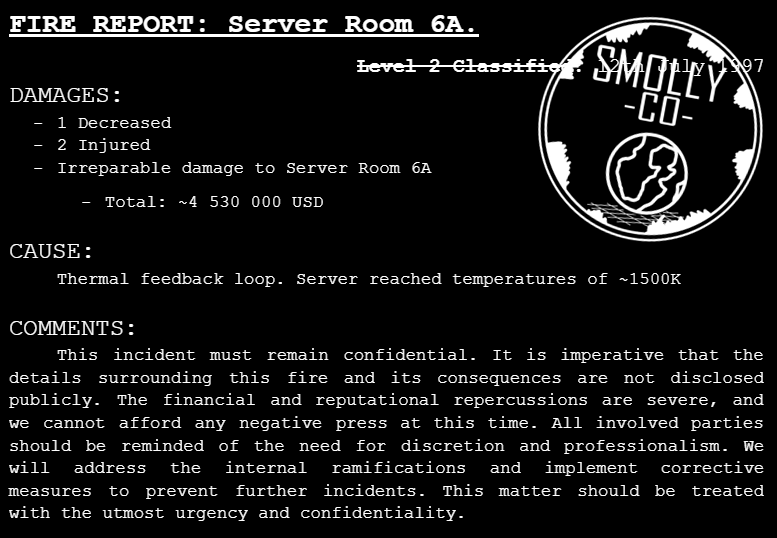 FIRE REPORT: Server Room 6A.
Level 2 Classified. 12th July 1997
SMOLLY
-CO-
DAMAGES:
- 1 Decreased
- 2 Injured
- Irreparable damage to Server Room 6A
- Total: ~4 530 000 USD
CAUSE:
Thermal feedback loop. Server reached temperatures of ~1500K
COMMENTS:
This incident must remain confidential. It is imperative that the
details surrounding this fire and its consequences are not disclosed
publicly. The financial and reputational repercussions are severe, and
we cannot afford any negative press at this time. All involved parties
should be reminded of the need for discretion and professionalism. We
will address the internal ramifications and implement corrective
measures to prevent further incidents. This matter should be treated
with the utmost urgency and confidentiality.